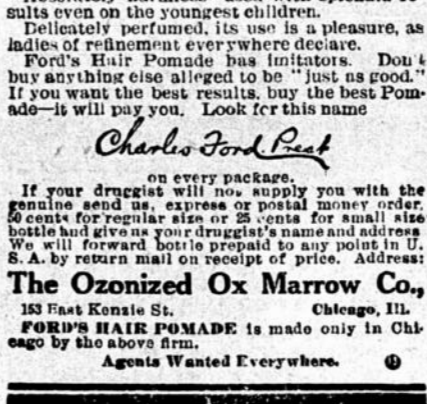 sults even on the youngest children.
Delicately perfumed, its use is a pleasure, as
ladies of refinement everywhere declare.
Ford's Hair Pomade has imitators. Don't
buy anything else alleged to be "just as good."
If you want the best results, buy the best Pom-
ade—it will pay you. Look for this name
Charles Ford, Prest
on every package.
If your druggist will not supply you with the
genuine send us, express or postal money order,
50 cents for regular size or 25 cents for small size
bottle and give us your druggist's name and address
We will forward bottle prepaid to any point in U.
S. A. by return mail on receipt of price. Address:
The Ozonized Ox Marrow Co.,
153 East Kenzie St. Chicago, Ill.
FORD'S HAIR POMADE is made only in Chi-
cago by the above firm.
Agents Wanted Everywhere.